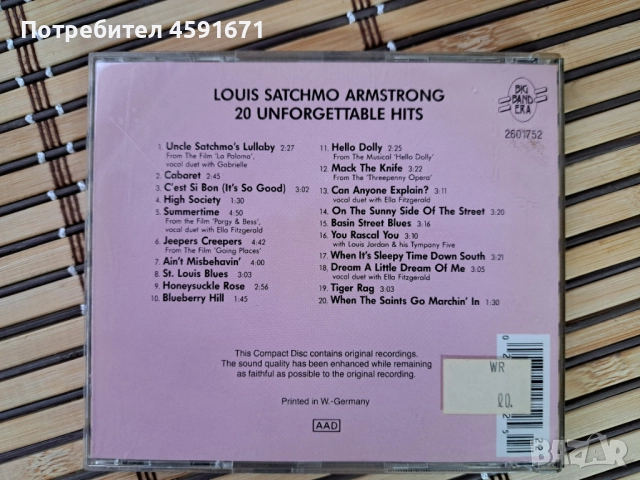 Потребител 4591671
LOUIS SATCHMO ARMSTRONG
20 UNFORGETTABLE HITS
BIG
BAND
ERA
2601752
1. Uncle Satchmo's Lullaby 2:27
From The Film 'La Paloma',
vocal duet with Gabrielle
2. Cabaret 2:45
3. C'est Si Bon (It's So Good) 3:02
4. High Society 1:30
5. Summertime 4:50
From the Film 'Porgy & Bess',
vocal duet with Ella Fitzgerald
6. Jeepers Creepers 4:42
From The Film 'Going Places'
7. Ain't Misbehavin' 4:00
8. St. Louis Blues 3:03
9. Honeysuckle Rose 2:56
10. Blueberry Hill 1:45
11. Hello Dolly 2:25
From The Musical 'Hello Dolly'
12. Mack The Knife 3:22
From The 'Threepenny Opera'
13. Can Anyone Explain? 3:11
vocal duet with Ella Fitzgerald
14. On The Sunny Side Of The Street 3:20
15. Basin Street Blues 3:16
16. You Rascal You 3:10
with Louis Jordan & his Tympany Five
17. When It's Sleepy Time Down South 3:21
18. Dream A Little Dream Of Me 3:05
vocal duet with Ella Fitzgerald
19. Tiger Rag 3:03
20. When The Saints Go Marchin' In 1:30
This Compact Disc contains original recordings.
The sound quality has been enhanced while remaining
as faithful as possible to the original recording.
Printed in W.-Germany
AAD
WR
BAZAR